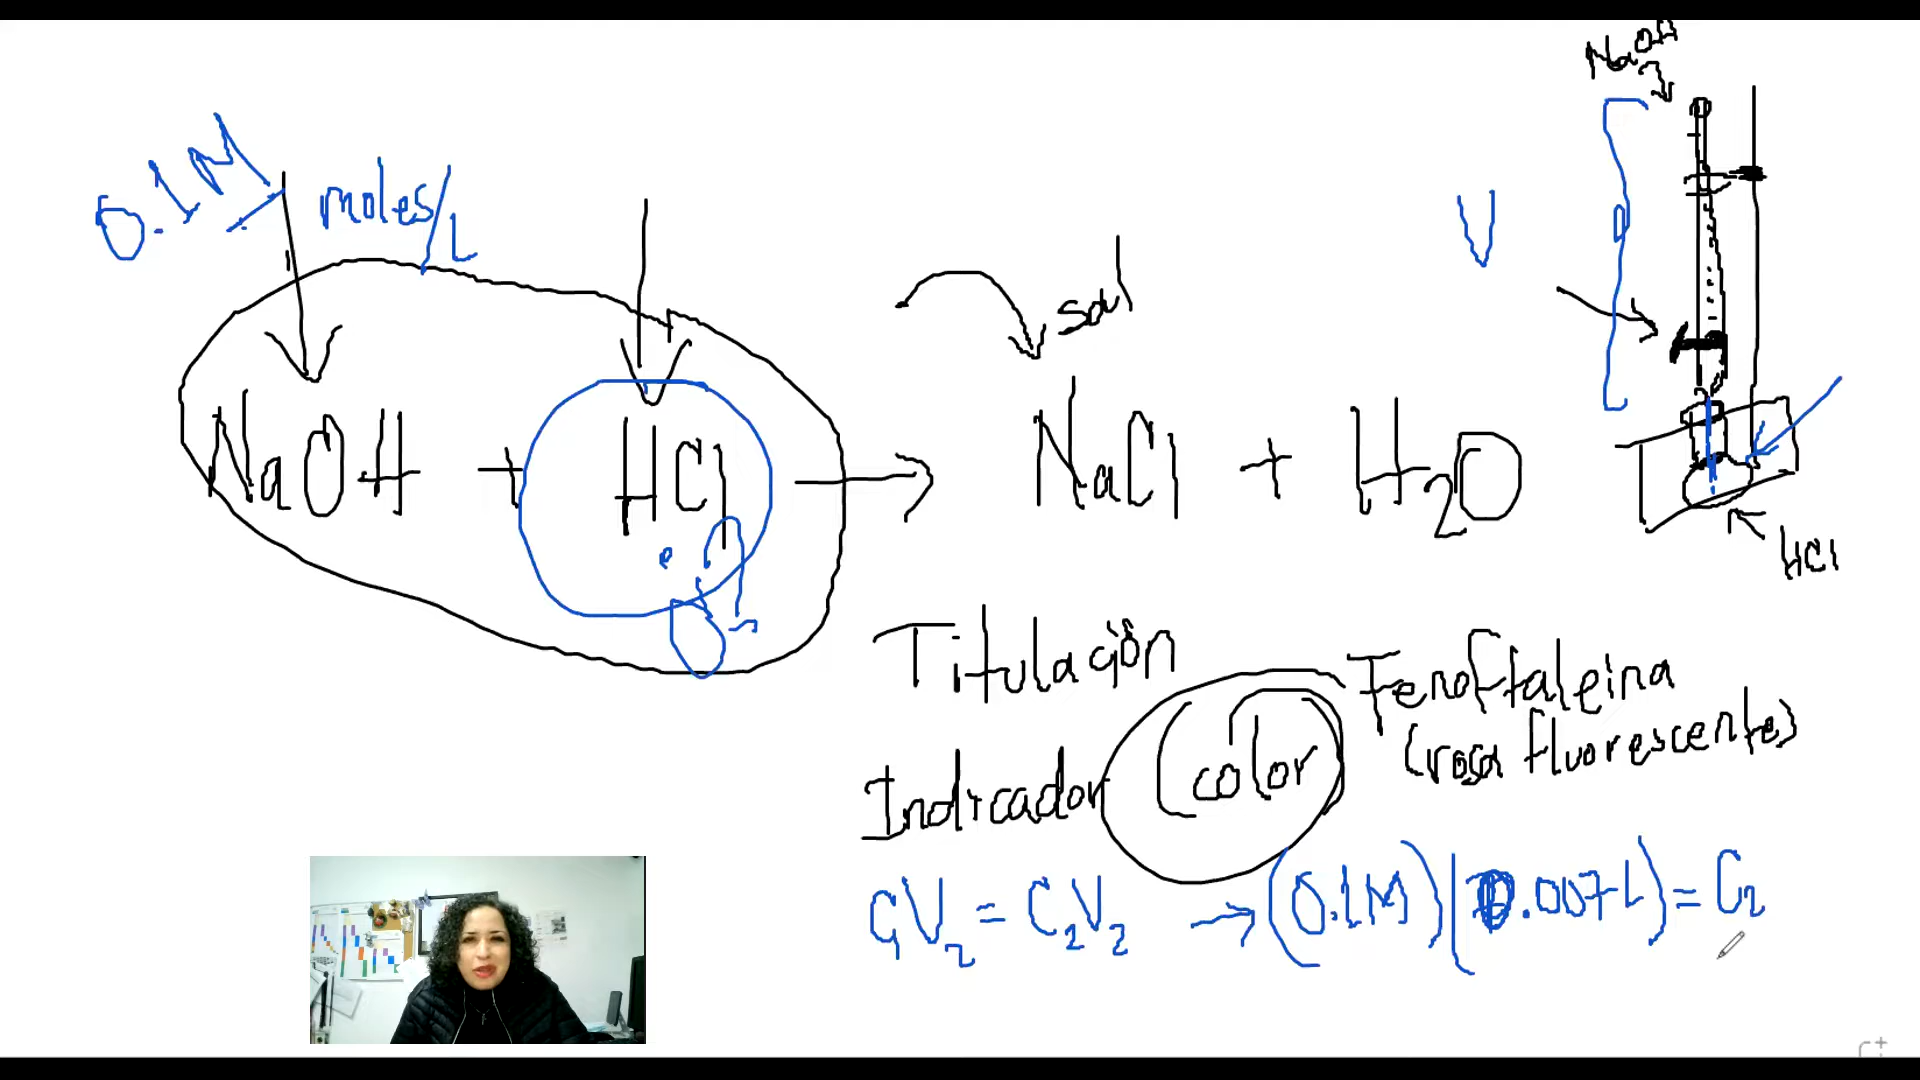 NaOH
0.1M moles/L
V
sal
NaOH + HCl → NaCl + H2O
HCl
Titulación
Fenoftaleina
(rosa fluorescente)
Indicador (color
C1V2 = C2V2 → (0.1M)(0.007L) = C2